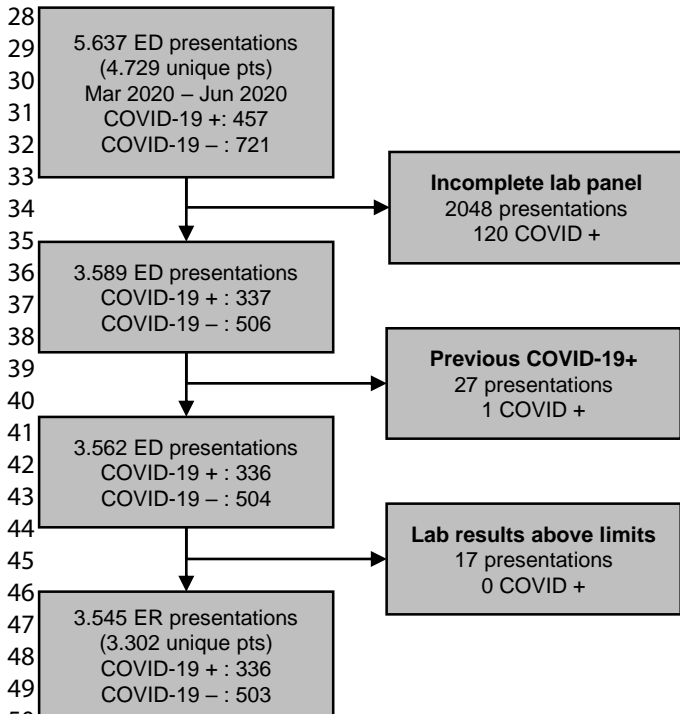 28
29
30
31
32
33
34
35
36
37
38
39
40
41
42
43
44
45
46
47
48
49
5.637 ED presentations
(4.729 unique pts)
Mar 2020 – Jun 2020
COVID-19 +: 457
COVID-19 – : 721
Incomplete lab panel
2048 presentations
120 COVID +
3.589 ED presentations
COVID-19 + : 337
COVID-19 – : 506
Previous COVID-19+
27 presentations
1 COVID +
3.562 ED presentations
COVID-19 + : 336
COVID-19 – : 504
Lab results above limits
17 presentations
0 COVID +
3.545 ER presentations
(3.302 unique pts)
COVID-19 + : 336
COVID-19 – : 503